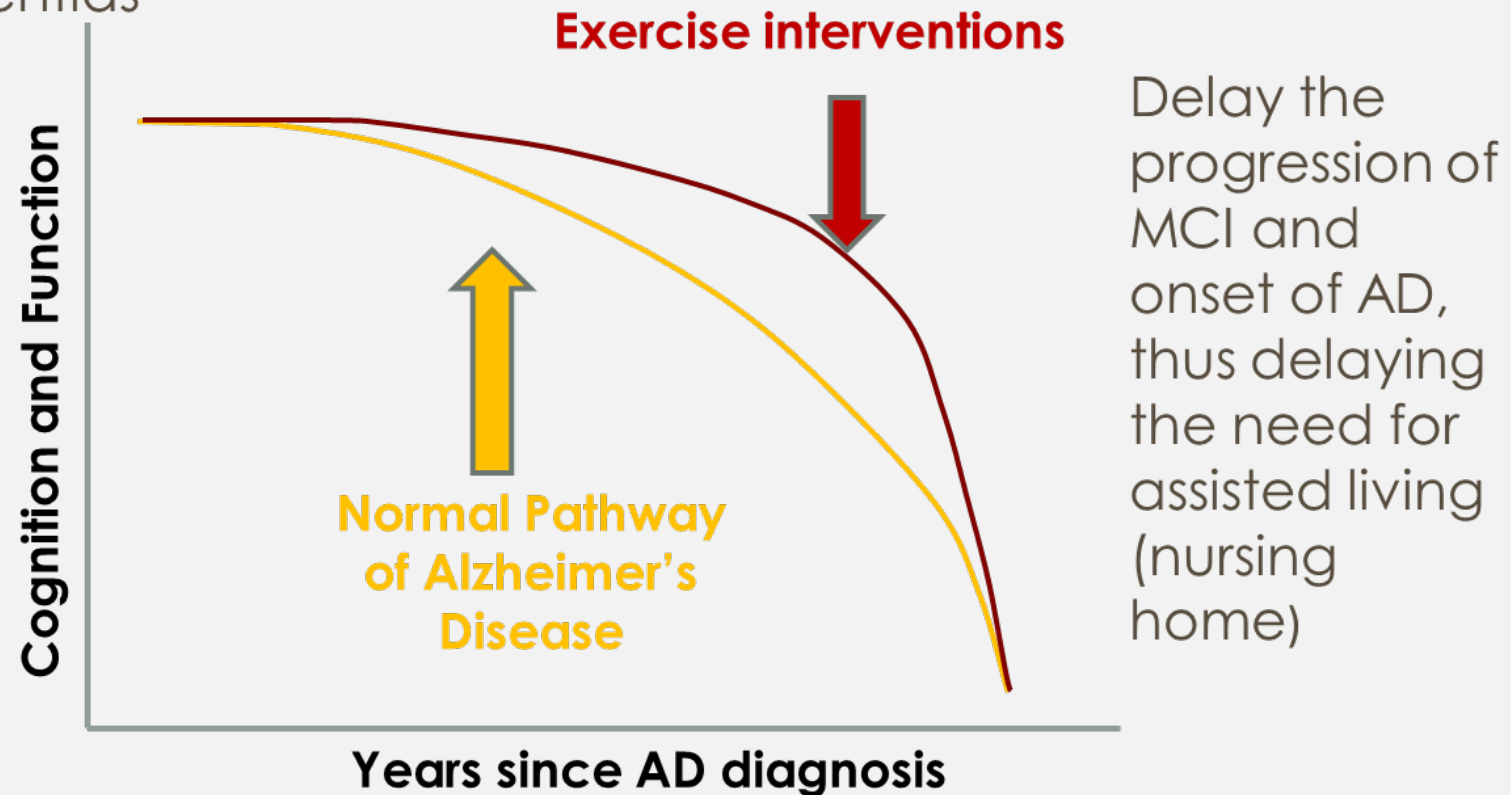 Exercise interventions
Cognition and Function
Normal Pathway
of Alzheimer's
Disease
Years since AD diagnosis
Delay the
progression of
MCI and
onset of AD,
thus delaying
the need for
assisted living
(nursing
home)